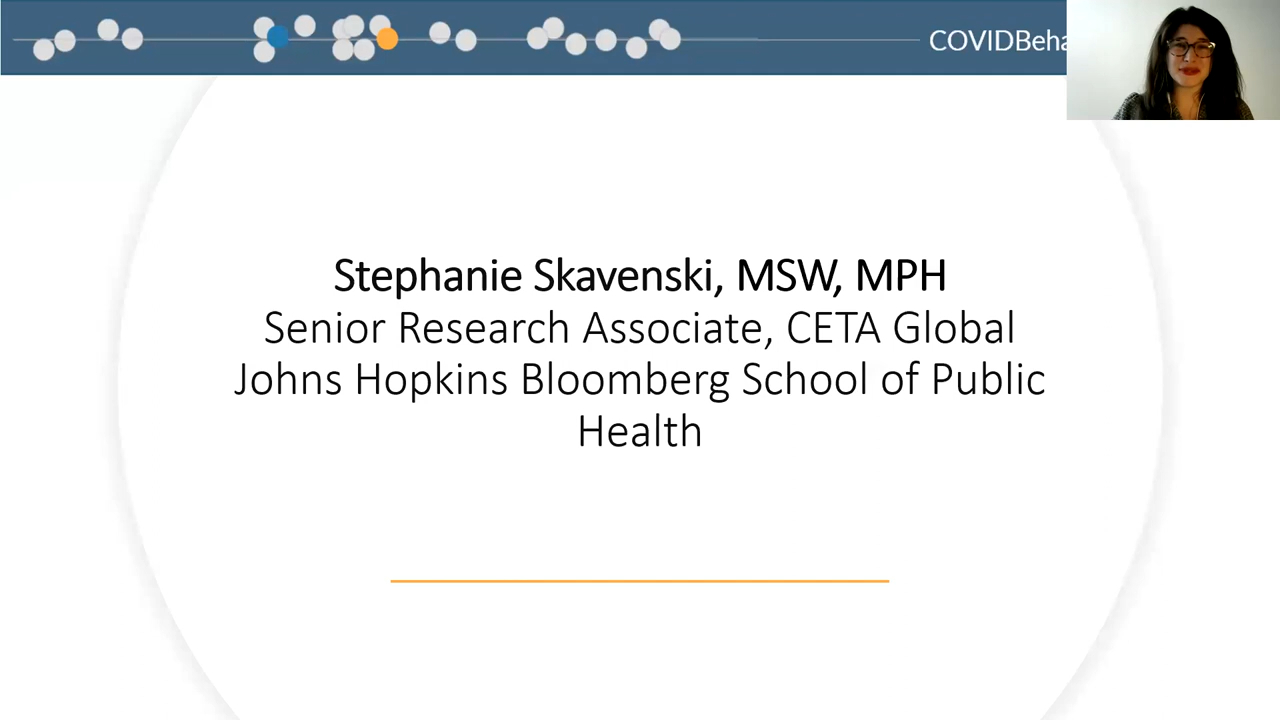 COVIDBeha
Stephanie Skavenski, MSW, MPH
Senior Research Associate, CETA Global
Johns Hopkins Bloomberg School of Public
Health